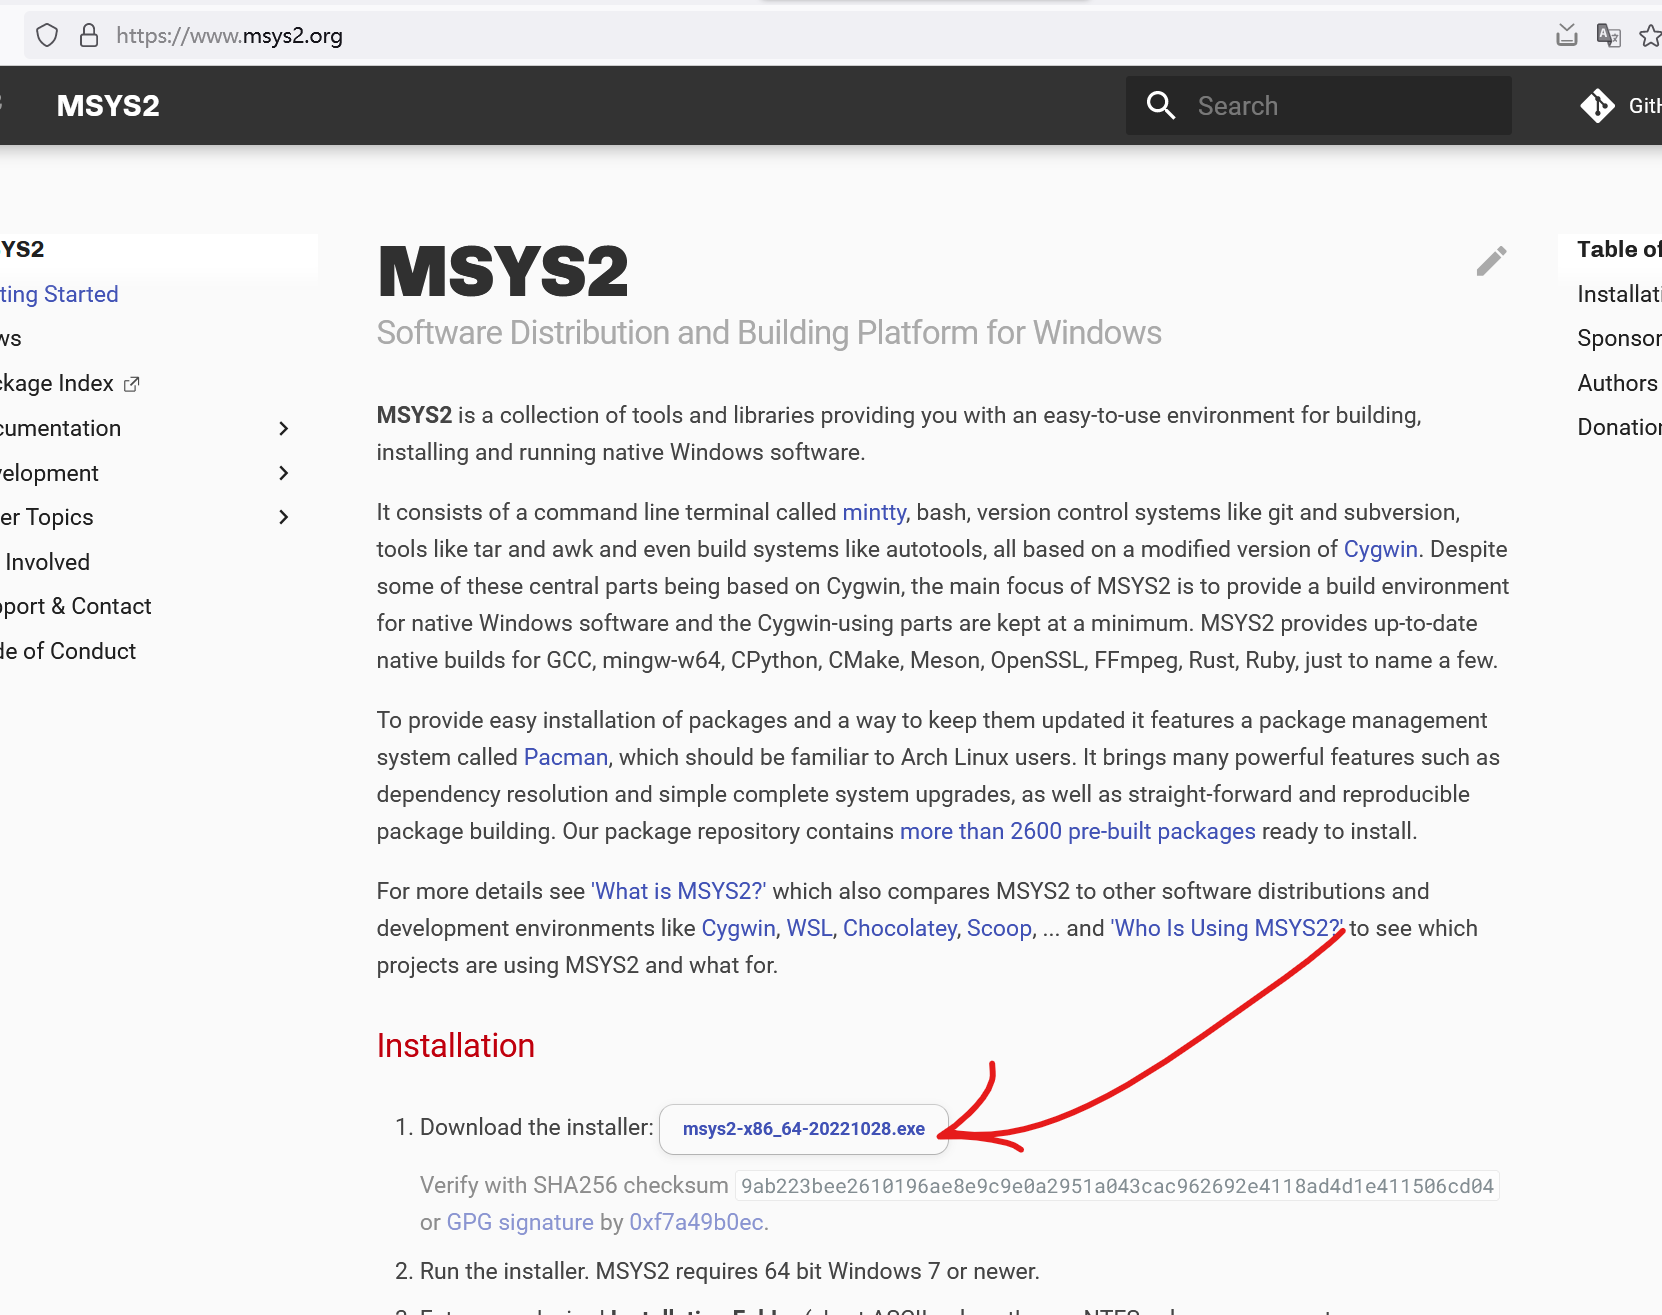 https://www.msys2.org
MSYS2
Search
YS2
ting Started
ws
ckage Index
cumentation
velopment
er Topics
Involved
pport & Contact
de of Conduct
MSYS2
Software Distribution and Building Platform for Windows
MSYS2 is a collection of tools and libraries providing you with an easy-to-use environment for building,
installing and running native Windows software.
It consists of a command line terminal called mintty, bash, version control systems like git and subversion,
tools like tar and awk and even build systems like autotools, all based on a modified version of Cygwin. Despite
some of these central parts being based on Cygwin, the main focus of MSYS2 is to provide a build environment
for native Windows software and the Cygwin-using parts are kept at a minimum. MSYS2 provides up-to-date
native builds for GCC, mingw-w64, CPython, CMake, Meson, OpenSSL, FFmpeg, Rust, Ruby, just to name a few.
To provide easy installation of packages and a way to keep them updated it features a package management
system called Pacman, which should be familiar to Arch Linux users. It brings many powerful features such as
dependency resolution and simple complete system upgrades, as well as straight-forward and reproducible
package building. Our package repository contains more than 2600 pre-built packages ready to install.
For more details see 'What is MSYS2?' which also compares MSYS2 to other software distributions and
development environments like Cygwin, WSL, Chocolatey, Scoop, ... and 'Who Is Using MSYS2?' to see which
projects are using MSYS2 and what for.
Installation
1. Download the installer: msys2-x86_64-20221028.exe
Verify with SHA256 checksum 9ab223bee2610196ae8e9c9e0a2951a043cac962692e4118ad4d1e411506cd04
or GPG signature by 0xf7a49b0ec.
2. Run the installer. MSYS2 requires 64 bit Windows 7 or newer.
Table of
Installati
Sponsor
Authors
Donation